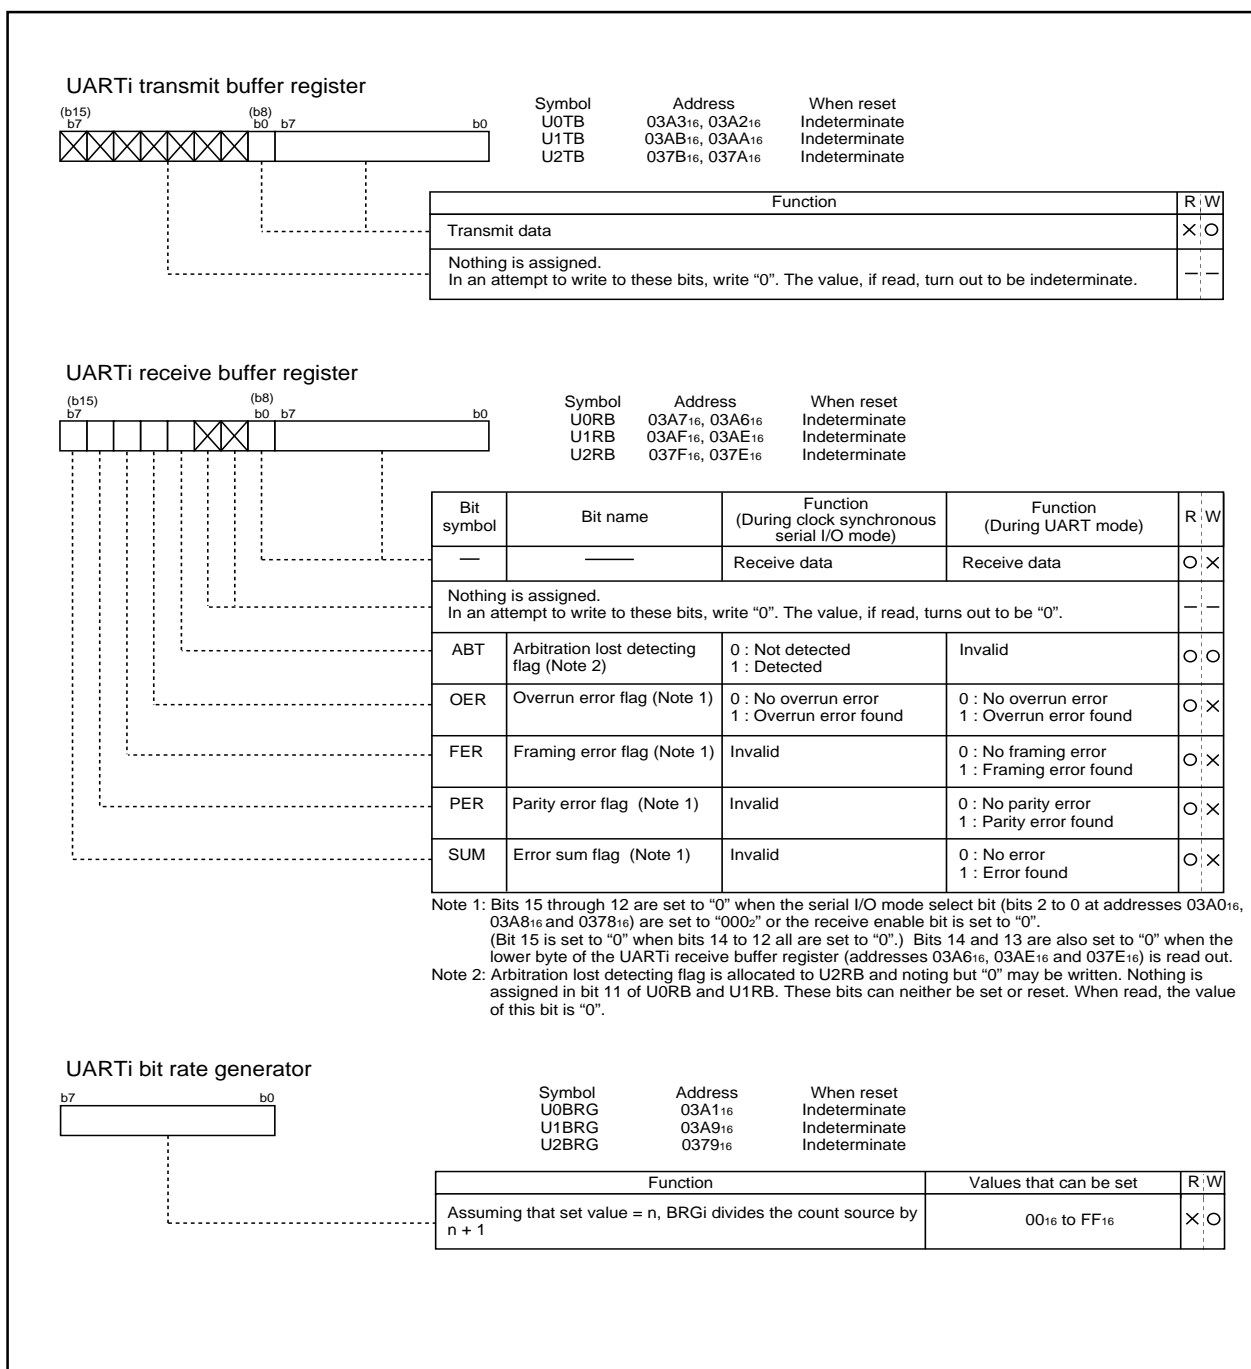 UARTi transmit buffer register
(b15) (b8)
b7 b0 b7 b0
Symbol Address When reset
U0TB 03A3₁₆, 03A2₁₆ Indeterminate
U1TB 03AB₁₆, 03AA₁₆ Indeterminate
U2TB 037B₁₆, 037A₁₆ Indeterminate
Function R W
Transmit data X O
Nothing is assigned.
In an attempt to write to these bits, write “0”. The value, if read, turn out to be indeterminate. — —
UARTi receive buffer register
(b15) (b8)
b7 b0 b7 b0
Symbol Address When reset
U0RB 03A7₁₆, 03A6₁₆ Indeterminate
U1RB 03AF₁₆, 03AE₁₆ Indeterminate
U2RB 037F₁₆, 037E₁₆ Indeterminate
Bit symbol Bit name Function (During clock synchronous serial I/O mode) Function (During UART mode) R W
— — Receive data Receive data O X
Nothing is assigned.
In an attempt to write to these bits, write “0”. The value, if read, turns out to be “0”. — —
ABT Arbitration lost detecting flag (Note 2) 0 : Not detected 1 : Detected Invalid O O
OER Overrun error flag (Note 1) 0 : No overrun error 1 : Overrun error found 0 : No overrun error 1 : Overrun error found O X
FER Framing error flag (Note 1) Invalid 0 : No framing error 1 : Framing error found O X
PER Parity error flag (Note 1) Invalid 0 : No parity error 1 : Parity error found O X
SUM Error sum flag (Note 1) Invalid 0 : No error 1 : Error found O X
Note 1: Bits 15 through 12 are set to “0” when the serial I/O mode select bit (bits 2 to 0 at addresses 03A0₁₆,
03A8₁₆ and 0378₁₆) are set to “000₂” or the receive enable bit is set to “0”.
(Bit 15 is set to “0” when bits 14 to 12 all are set to “0”.) Bits 14 and 13 are also set to “0” when the
lower byte of the UARTi receive buffer register (addresses 03A6₁₆, 03AE₁₆ and 037E₁₆) is read out.
Note 2: Arbitration lost detecting flag is allocated to U2RB and noting but “0” may be written. Nothing is
assigned in bit 11 of U0RB and U1RB. These bits can neither be set or reset. When read, the value
of this bit is “0”.
UARTi bit rate generator
b7 b0
Symbol Address When reset
U0BRG 03A1₁₆ Indeterminate
U1BRG 03A9₁₆ Indeterminate
U2BRG 0379₁₆ Indeterminate
Function Values that can be set R W
Assuming that set value = n, BRGi divides the count source by
n + 1 00₁₆ to FF₁₆ X O